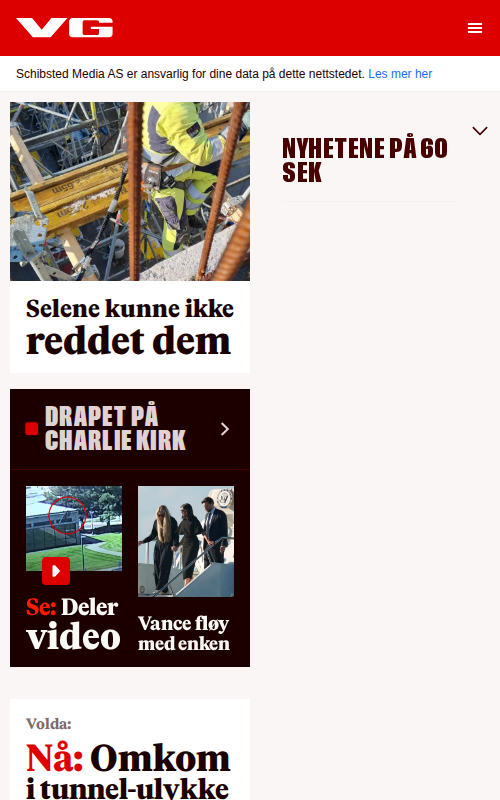 VG
Schibsted Media AS er ansvarlig for dine data på dette nettstedet. Les mer her
Selene kunne ikke
reddet dem
NYHETENE PÅ 60
SEK
DRAPET PÅ
CHARLIE KIRK
Se: Deler
video
Vance fløy
med enken
Volda:
Nå: Omkom
i tunnel-ulykke